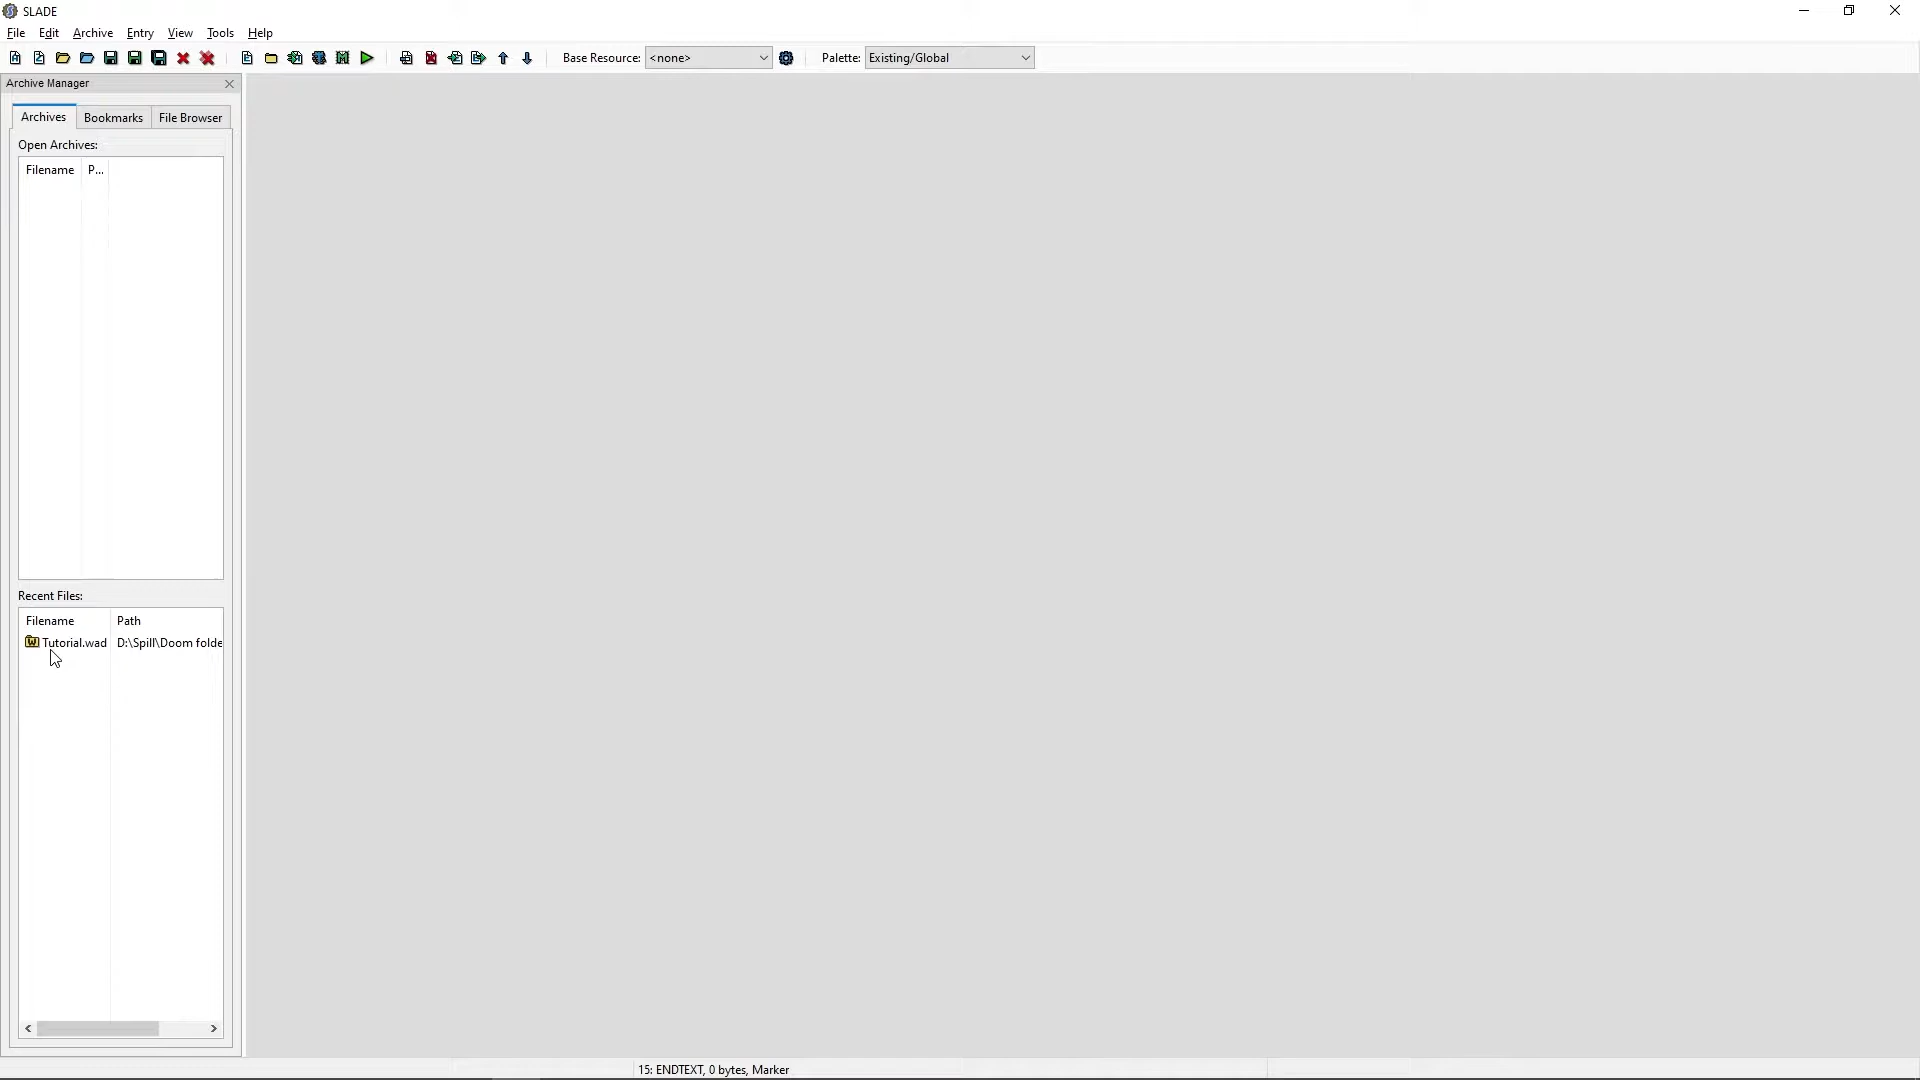 SLADE
File Edit Archive Entry View Tools Help
Base Resource: <none> Palette: Existing/Global
Archive Manager
Archives Bookmarks File Browser
Open Archives:
Filename P...
Recent Files:
Filename Path
Tutorial.wad D:\Spill\Doom folde
15: ENDTEXT, 0 bytes, Marker